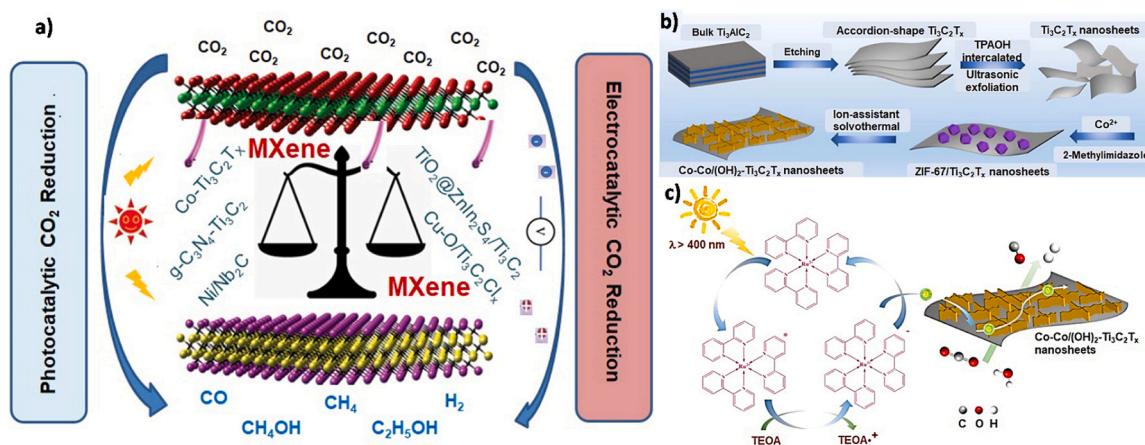 a)
Photocatalytic CO₂ Reduction
CO₂ CO₂ CO₂ CO₂
CO₂ CO₂ CO₂
MXene
Co-Ti₃C₂Tₓ
g-C₃N₄-Ti₃C₂
Ni/Nb₂C
TiO₂@ZnIn₂S₄/Ti₃C₂
Cu-O/Ti₃C₂Clₓ
MXene
V
CO CH₄ H₂
CH₄OH C₂H₅OH
Electrocatalytic CO₂ Reduction
b)
Bulk Ti₃AlC₂
Etching
Accordion-shape Ti₃C₂Tₓ
TPAOH
intercalated
Ultrasonic
exfoliation
Ti₃C₂Tₓ nanosheets
Co²⁺
2-Methylimidazole
ZIF-67/Ti₃C₂Tₓ nanosheets
Ion-assistant
solvothermal
Co-Co/(OH)₂-Ti₃C₂Tₓ nanosheets
c)
λ > 400 nm
TEOA
TEOA•⁺
Co-Co/(OH)₂-Ti₃C₂Tₓ
nanosheets
C O H